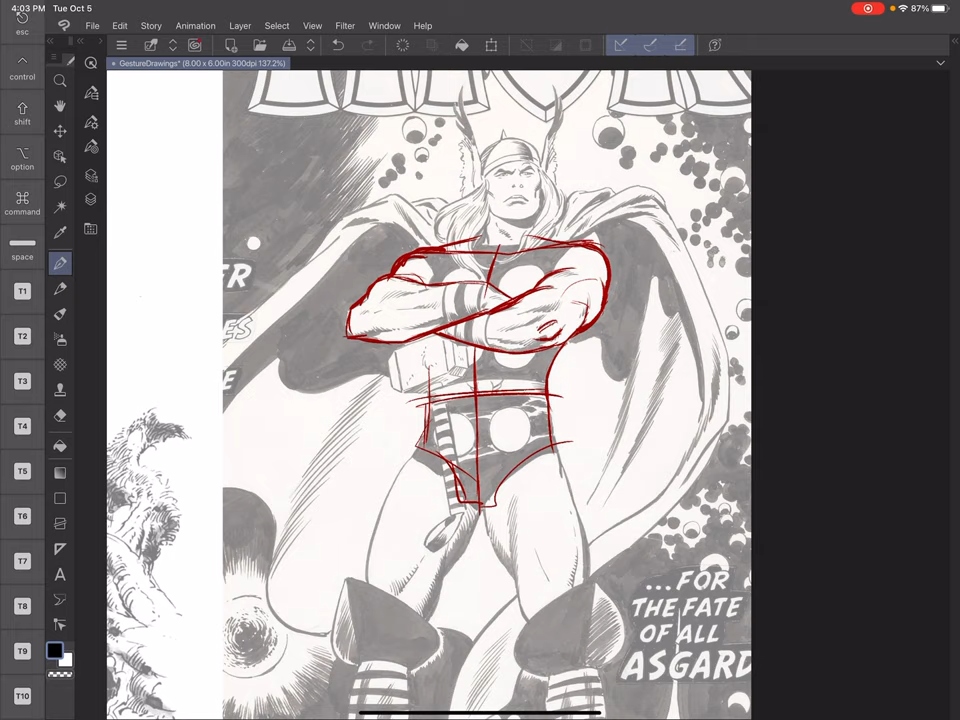 4:03 PM Tue Oct 5
87%
esc
File Edit Story Animation Layer Select View Filter Window Help
control
GestureDrawings* (8.00 x 6.00in 300dpi 137.2%)
shift
option
command
space
T1
T2
T3
T4
T5
T6
T7
T8
T9
T10
ER
ES
E
...FOR
THE FATE
OF ALL
ASGARD